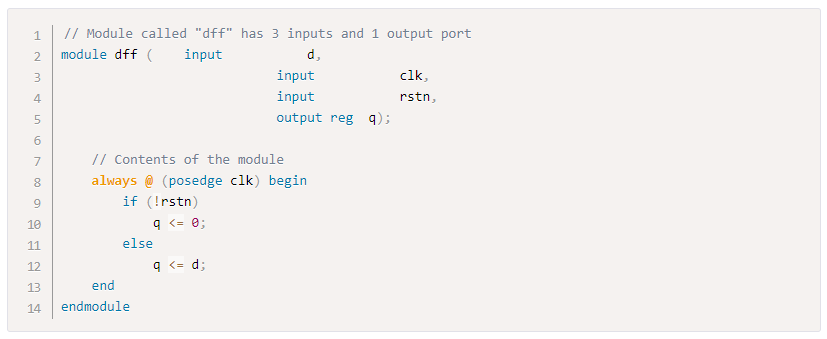 1 // Module called "dff" has 3 inputs and 1 output port
2 module dff ( input d,
3 input clk,
4 input rstn,
5 output reg q);
6
7 // Contents of the module
8 always @ (posedge clk) begin
9 if (!rstn)
10 q <= 0;
11 else
12 q <= d;
13 end
14 endmodule